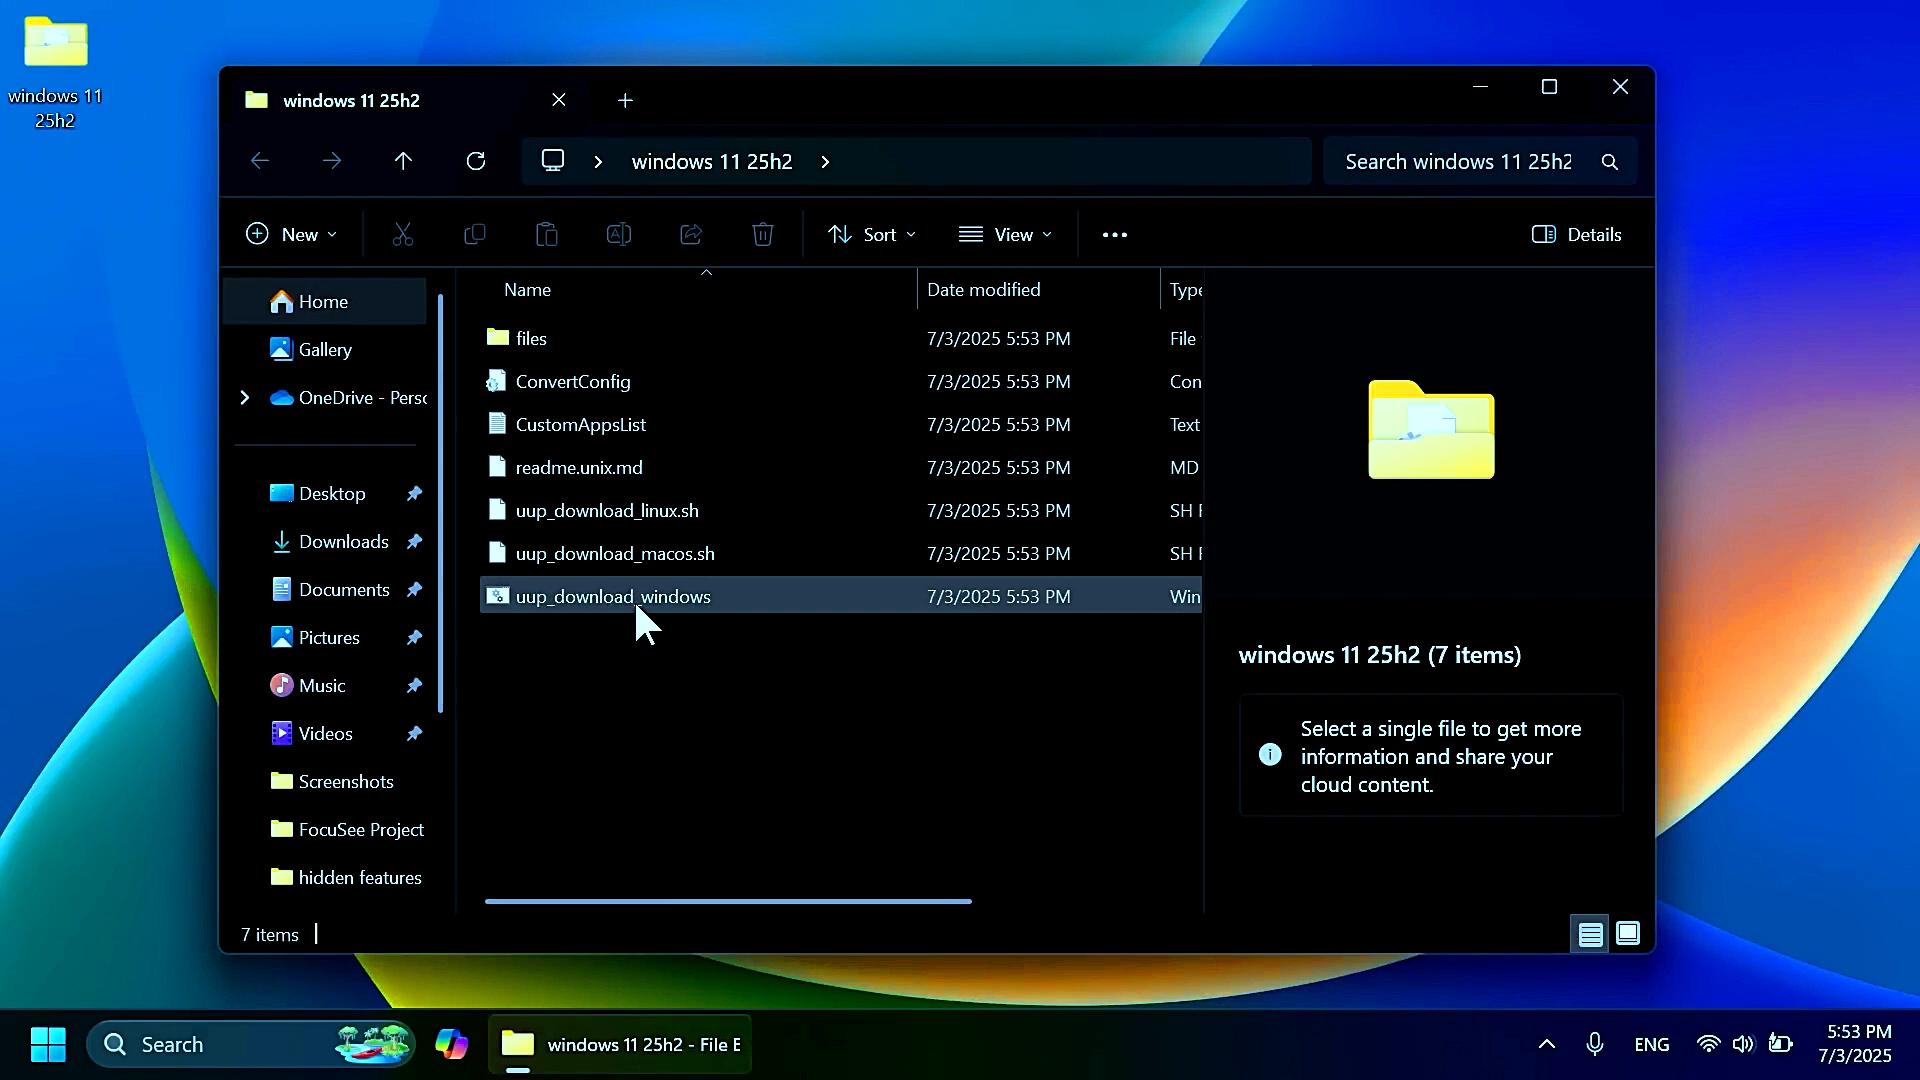 windows 11
25h2
windows 11 25h2
windows 11 25h2
Search windows 11 25h2
New
Sort
View
Details
Home
Gallery
OneDrive - Perso
Desktop
Downloads
Documents
Pictures
Music
Videos
Screenshots
FocuSee Project
hidden features
Name Date modified Type
files 7/3/2025 5:53 PM File
ConvertConfig 7/3/2025 5:53 PM Con
CustomAppsList 7/3/2025 5:53 PM Text
readme.unix.md 7/3/2025 5:53 PM MD
uup_download_linux.sh 7/3/2025 5:53 PM SH F
uup_download_macos.sh 7/3/2025 5:53 PM SH F
uup_download_windows 7/3/2025 5:53 PM Win
windows 11 25h2 (7 items)
Select a single file to get more
information and share your
cloud content.
7 items
Search
windows 11 25h2 - File E
ENG
5:53 PM
7/3/2025